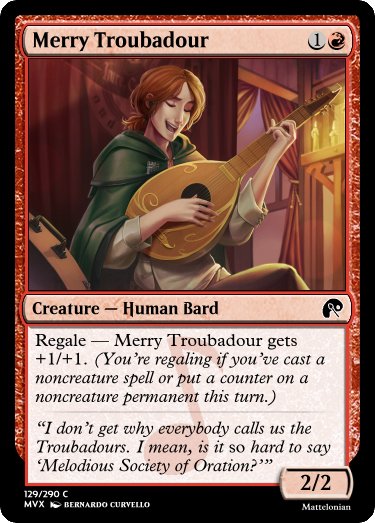 Merry Troubadour 1
Creature — Human Bard
Regale — Merry Troubadour gets
+1/+1. (You're regaling if you've cast a
noncreature spell or put a counter on a
noncreature permanent this turn.)
"I don't get why everybody calls us the
Troubadours. I mean, is it so hard to say
'Melodious Society of Oration?'"
2/2
129/290 C
MVX BERNARDO CURVELLO
Mattelonian